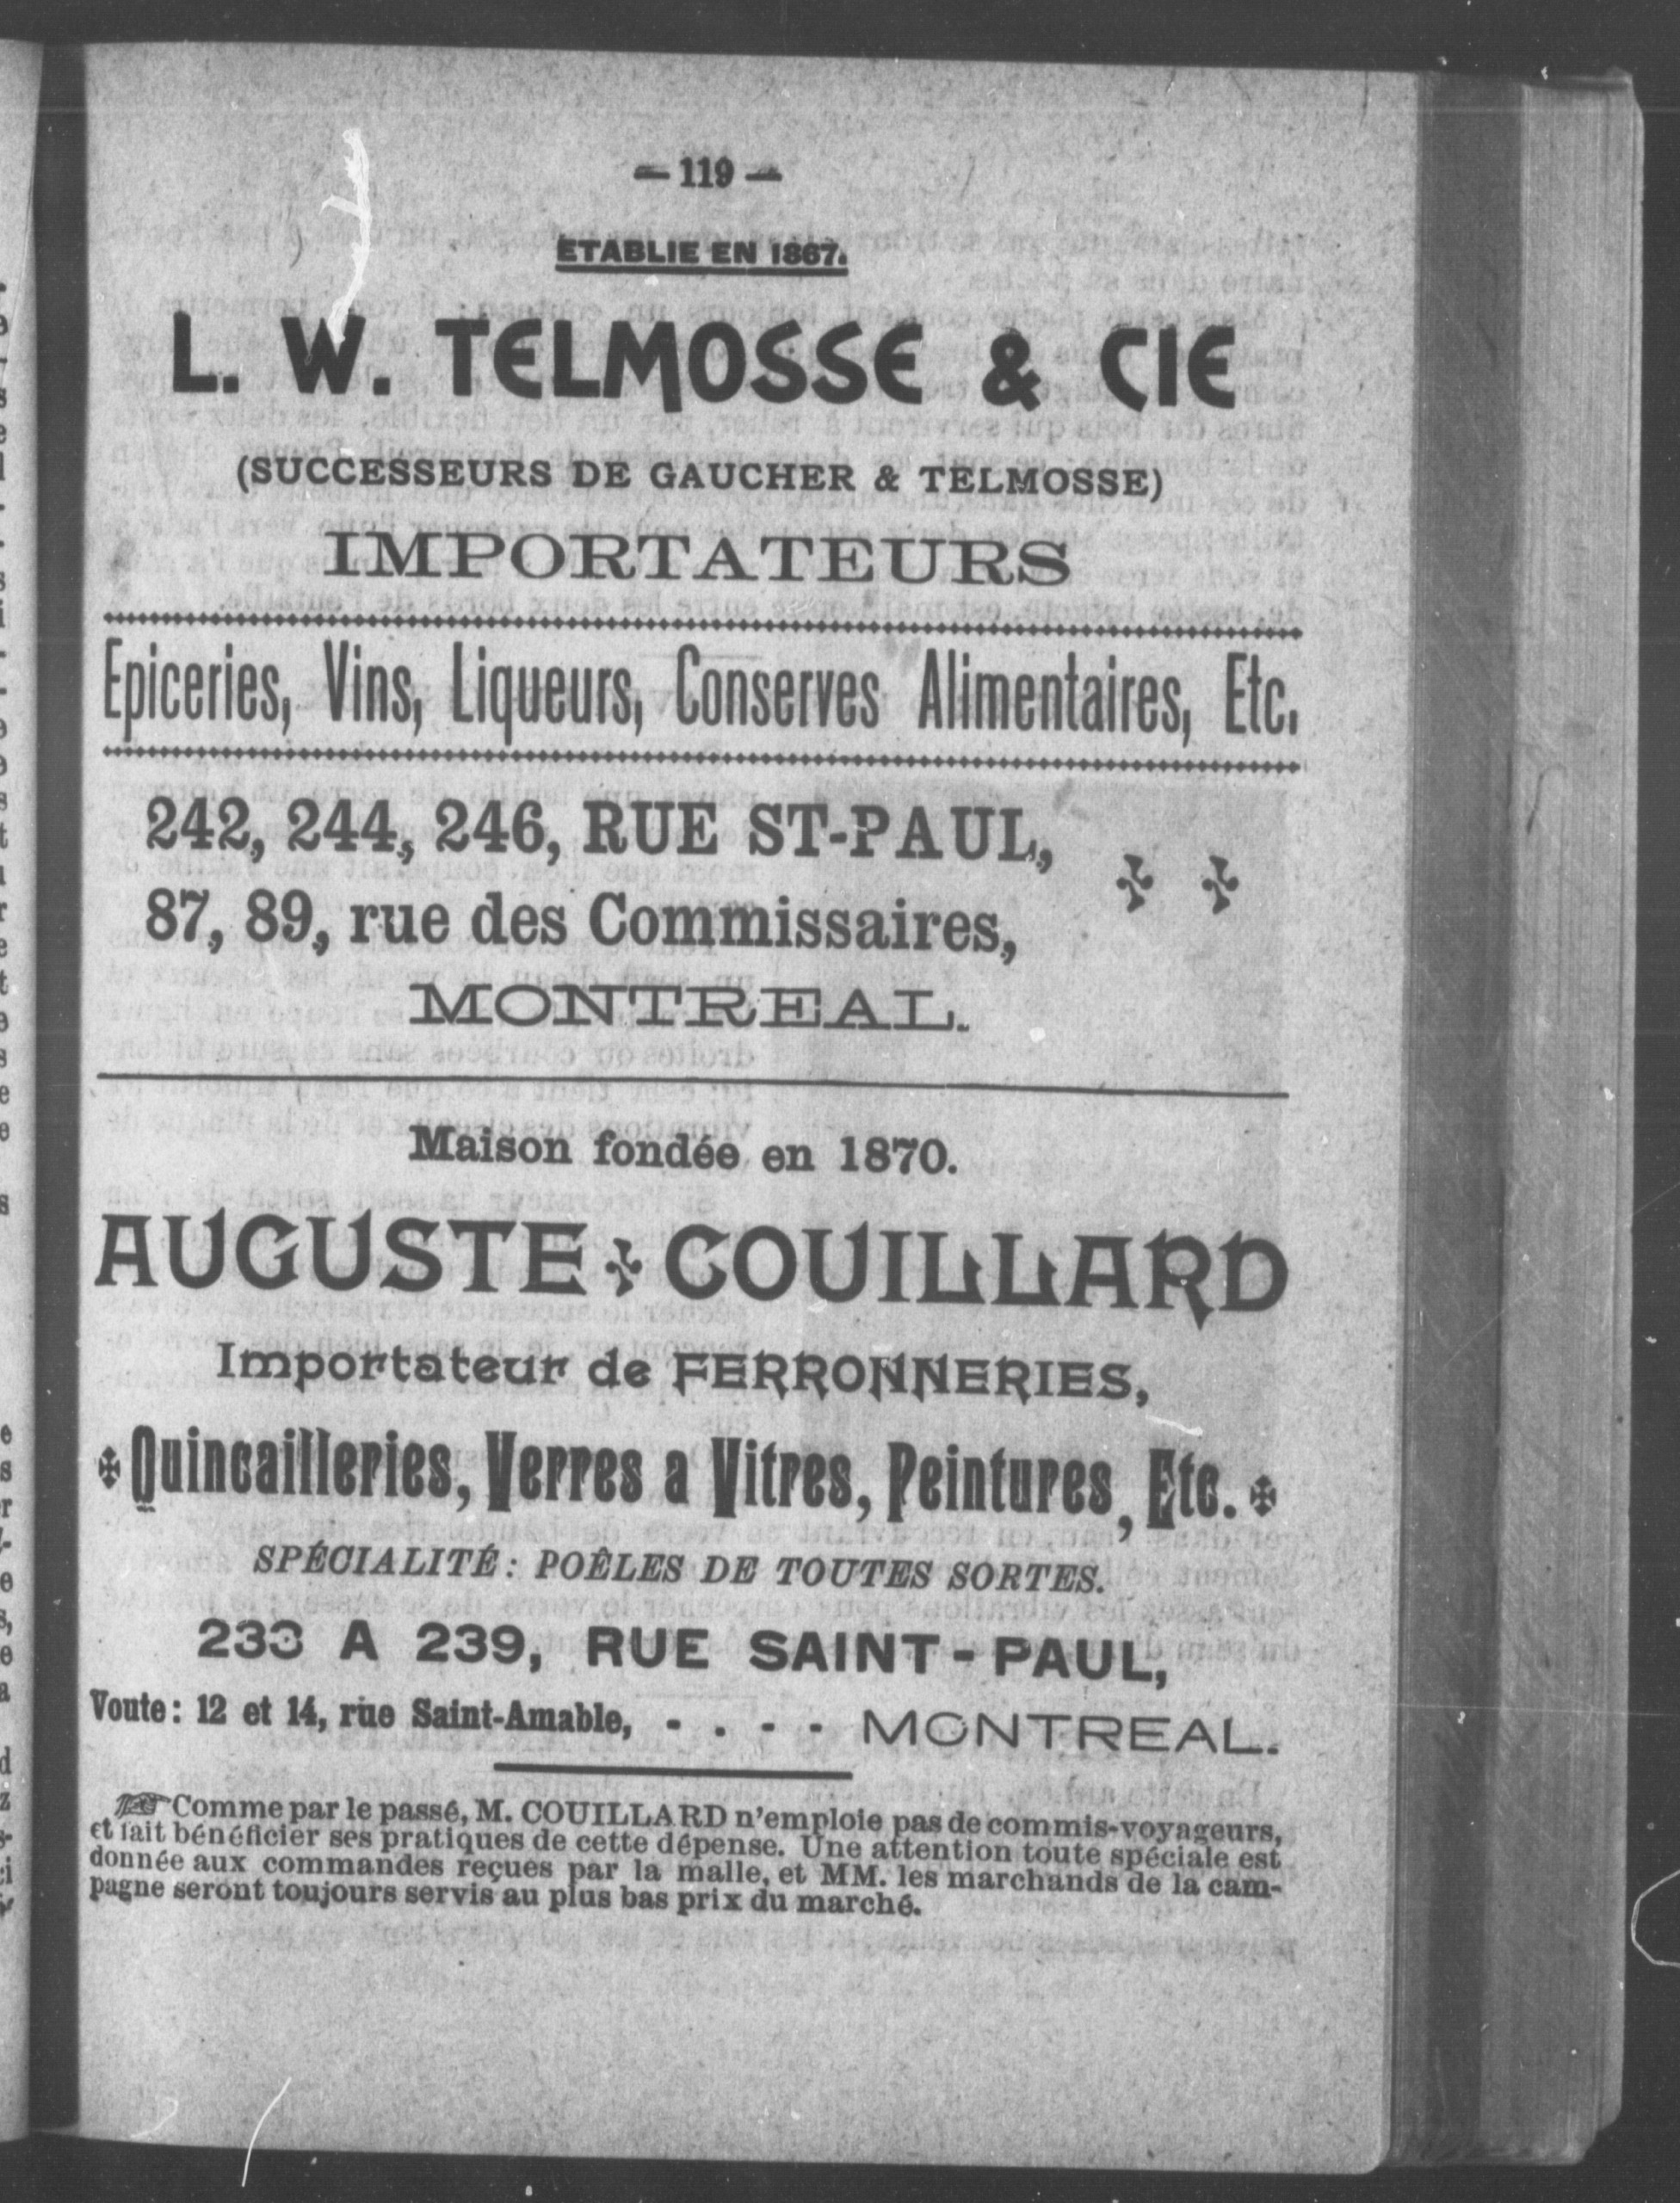 — 119 —
ETABLIE EN 1867.
L. W. TELMOSSE & CIE
(SUCCESSEURS DE GAUCHER & TELMOSSE)
IMPORTATEURS
Epiceries, Vins, Liqueurs, Conserves Alimentaires, Etc.
242, 244, 246, RUE ST-PAUL,
87, 89, rue des Commissaires,
MONTREAL.
Maison fondée en 1870.
AUGUSTE COUILLARD
Importateur de FERRONNERIES,
Quincailleries, Verres a Vitres, Peintures, Etc.
SPÉCIALITÉ: POÊLES DE TOUTES SORTES.
233 A 239, RUE SAINT-PAUL,
Voute: 12 et 14, rue Saint-Amable, - . - - MONTREAL.
☞ Comme par le passé, M. COUILLARD n'emploie pas de commis-voyageurs,
et fait bénéficier ses pratiques de cette dépense. Une attention toute spéciale est
donnée aux commandes reçues par la malle, et MM. les marchands de la cam-
pagne seront toujours servis au plus bas prix du marché.